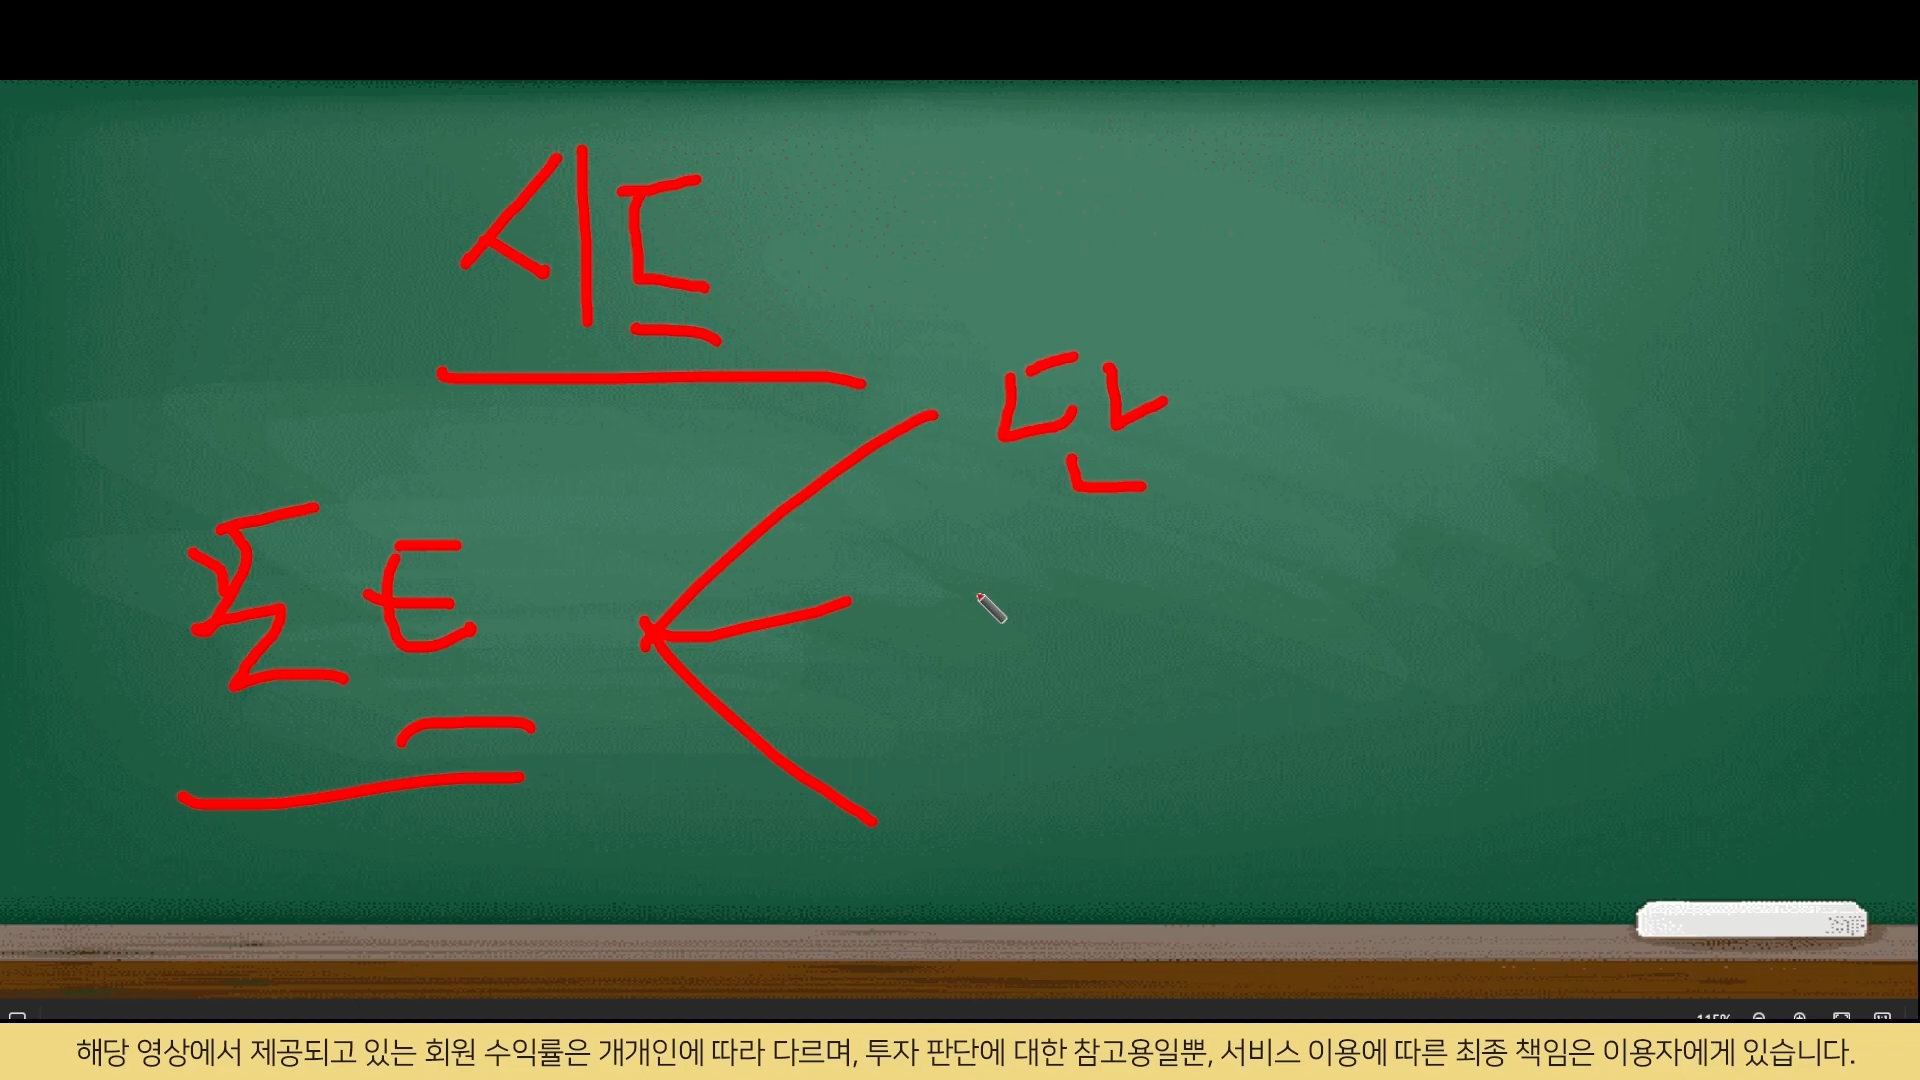 시드
단
포트
115%
해당 영상에서 제공되고 있는 회원 수익률은 개개인에 따라 다르며, 투자 판단에 대한 참고용일뿐, 서비스 이용에 따른 최종 책임은 이용자에게 있습니다.